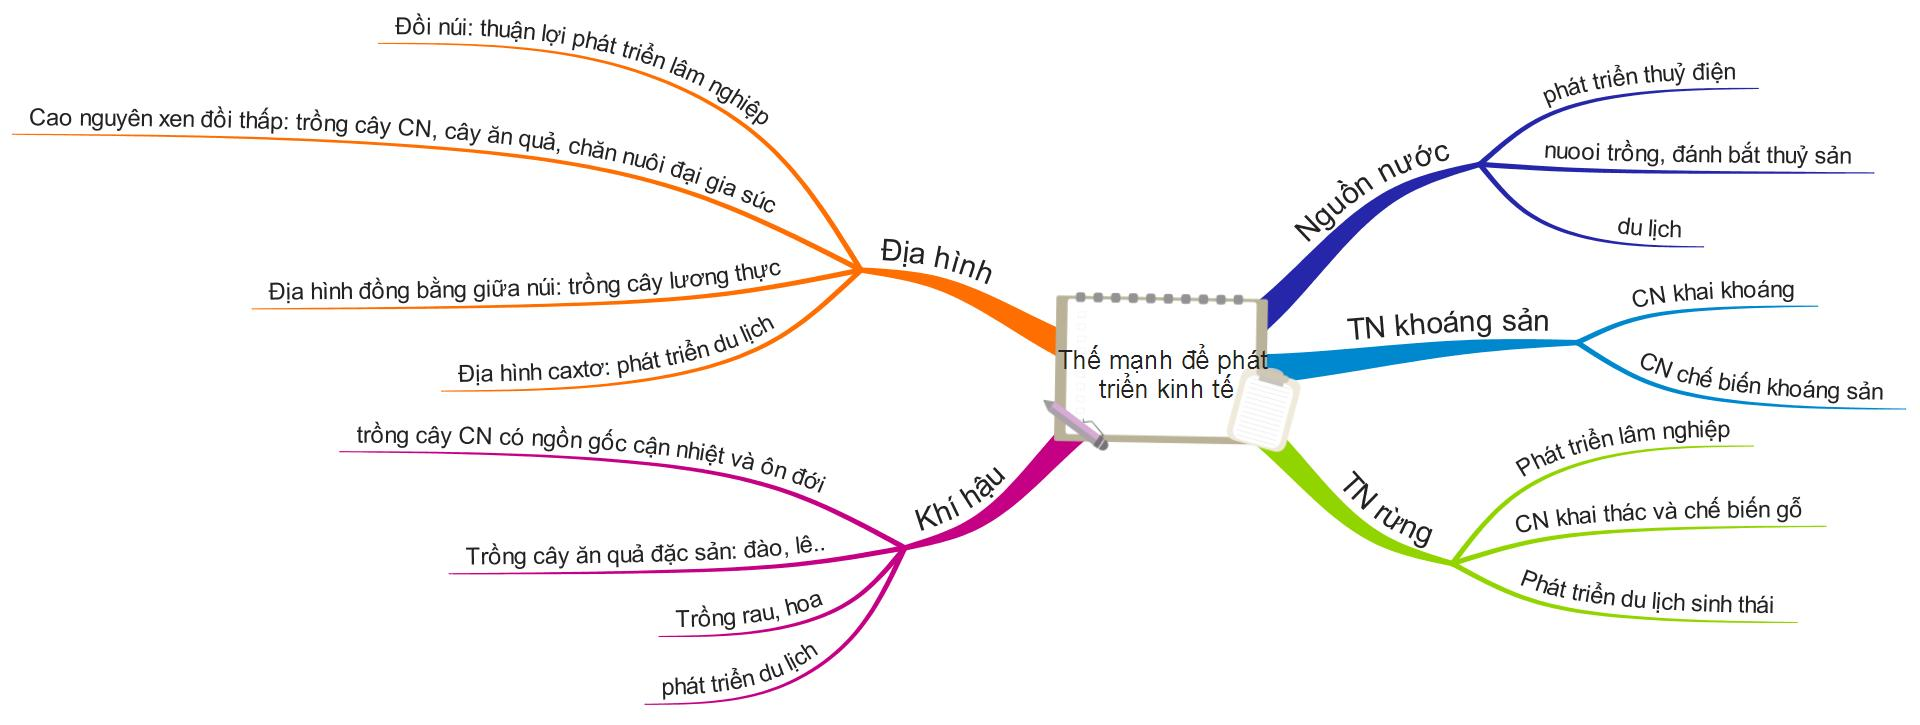 Thế mạnh để phát
triển kinh tế
Địa hình
Đồi núi: thuận lợi phát triển lâm nghiệp
Cao nguyên xen đồi thấp: trồng cây CN, cây ăn quả, chăn nuôi đại gia súc
Địa hình đồng bằng giữa núi: trồng cây lương thực
Địa hình caxtơ: phát triển du lịch
Khí hậu
trồng cây CN có ngồn gốc cận nhiệt và ôn đới
Trồng cây ăn quả đặc sản: đào, lê..
Trồng rau, hoa
phát triển du lịch
Nguồn nước
phát triển thuỷ điện
nuooi trồng, đánh bắt thuỷ sản
du lịch
TN khoáng sản
CN khai khoáng
CN chế biến khoáng sản
TN rừng
Phát triển lâm nghiệp
CN khai thác và chế biến gỗ
Phát triển du lịch sinh thái